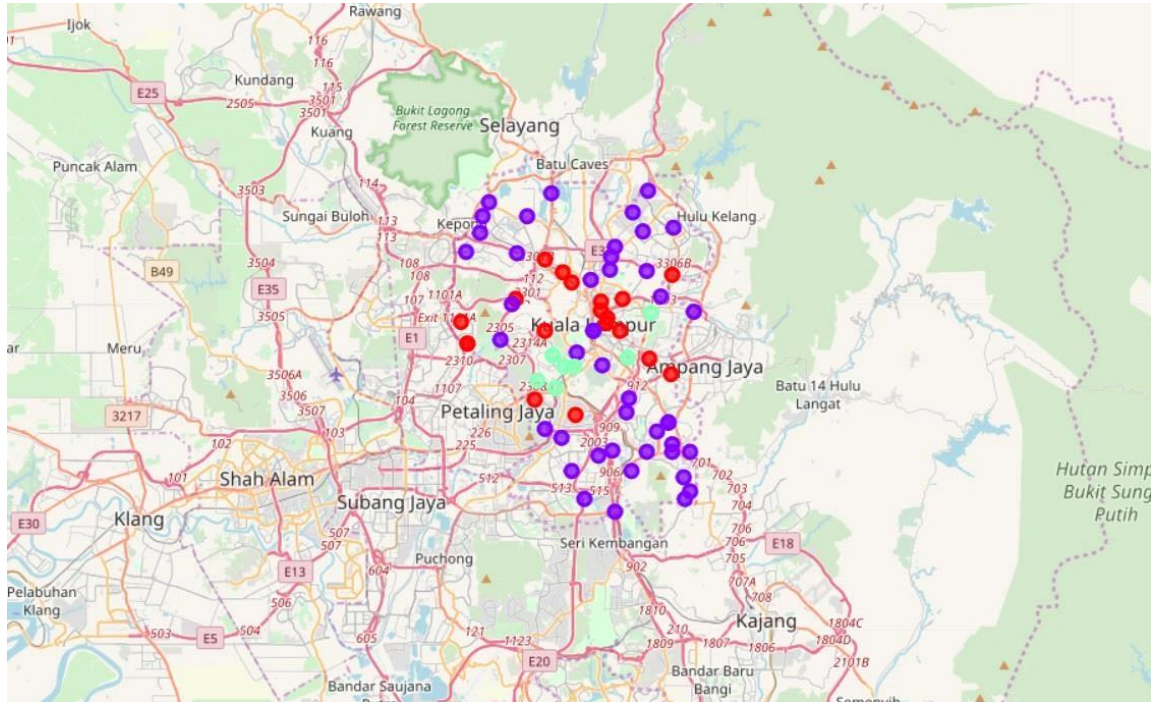 Rawang
Ijok
116
116
E25
Kundang
115
2505
3501
3501
Bukit Lagong
Forest Reserve
Kuang
Selayang
Puncak Alam
Batu Caves
114
3503
Sungai Buloh
113
113
Hulu Kelang
3504
108
B49
108
112
3306B
E35
107
1101A
2301
2305
Kuala
E1
2314A
Meru
2310
2307
3506A
1107
912
Ampang Jaya
3506
Batu 14 Hulu
Langat
3507
104
3217
103
Petaling Jaya
226
909
102
225
2003
701
Hutan Simp
Bukit Sung
Putih
101
Shah Alam
512
906
702
703
Subang Jaya
513
515
704
E30
Klang
507
507
706
706
E18
Seri Kembangan
705
Puchong
902
E13
604
707A
708
Pelabuhan
Klang
506
1810
Kajang
503
E5
504
605
121
1123
210
1804C
1809
1807
1806
1804D
E20
2101B
Bandar Baru
Bangi
Bandar Saujana